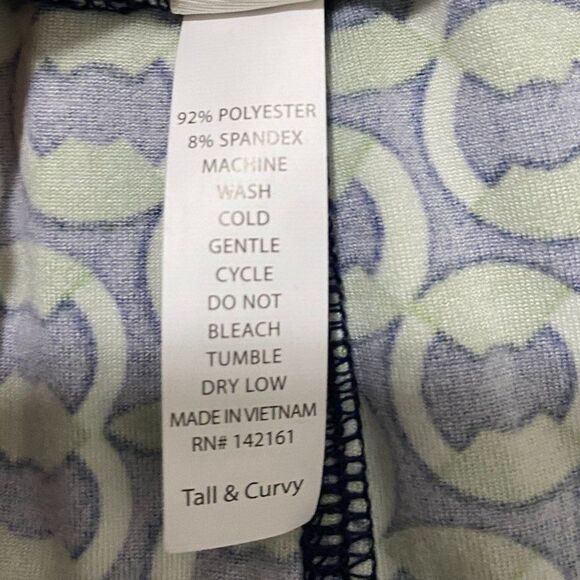 92% POLYESTER
8% SPANDEX
MACHINE
WASH
COLD
GENTLE
CYCLE
DO NOT
BLEACH
TUMBLE
DRY LOW
MADE IN VIETNAM
RN# 142161
Tall & Curvy